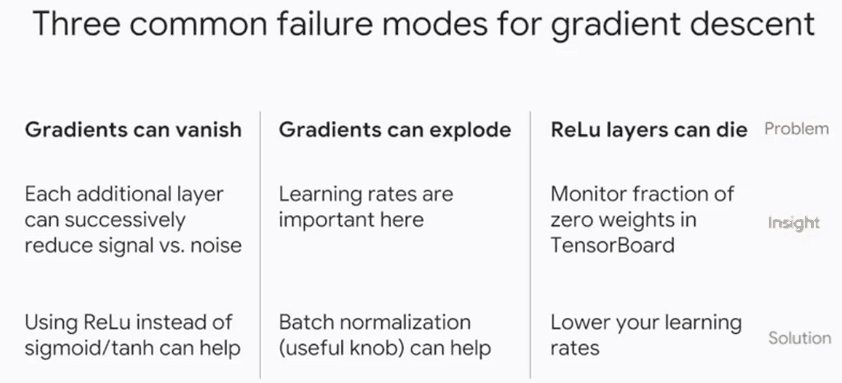 Three common failure modes for gradient descent
Gradients can vanish
Gradients can explode
ReLu layers can die
Problem
Each additional layer
can successively
reduce signal vs. noise
Learning rates are
important here
Monitor fraction of
zero weights in
TensorBoard
Insight
Using ReLu instead of
sigmoid/tanh can help
Batch normalization
(useful knob) can help
Lower your learning
rates
Solution